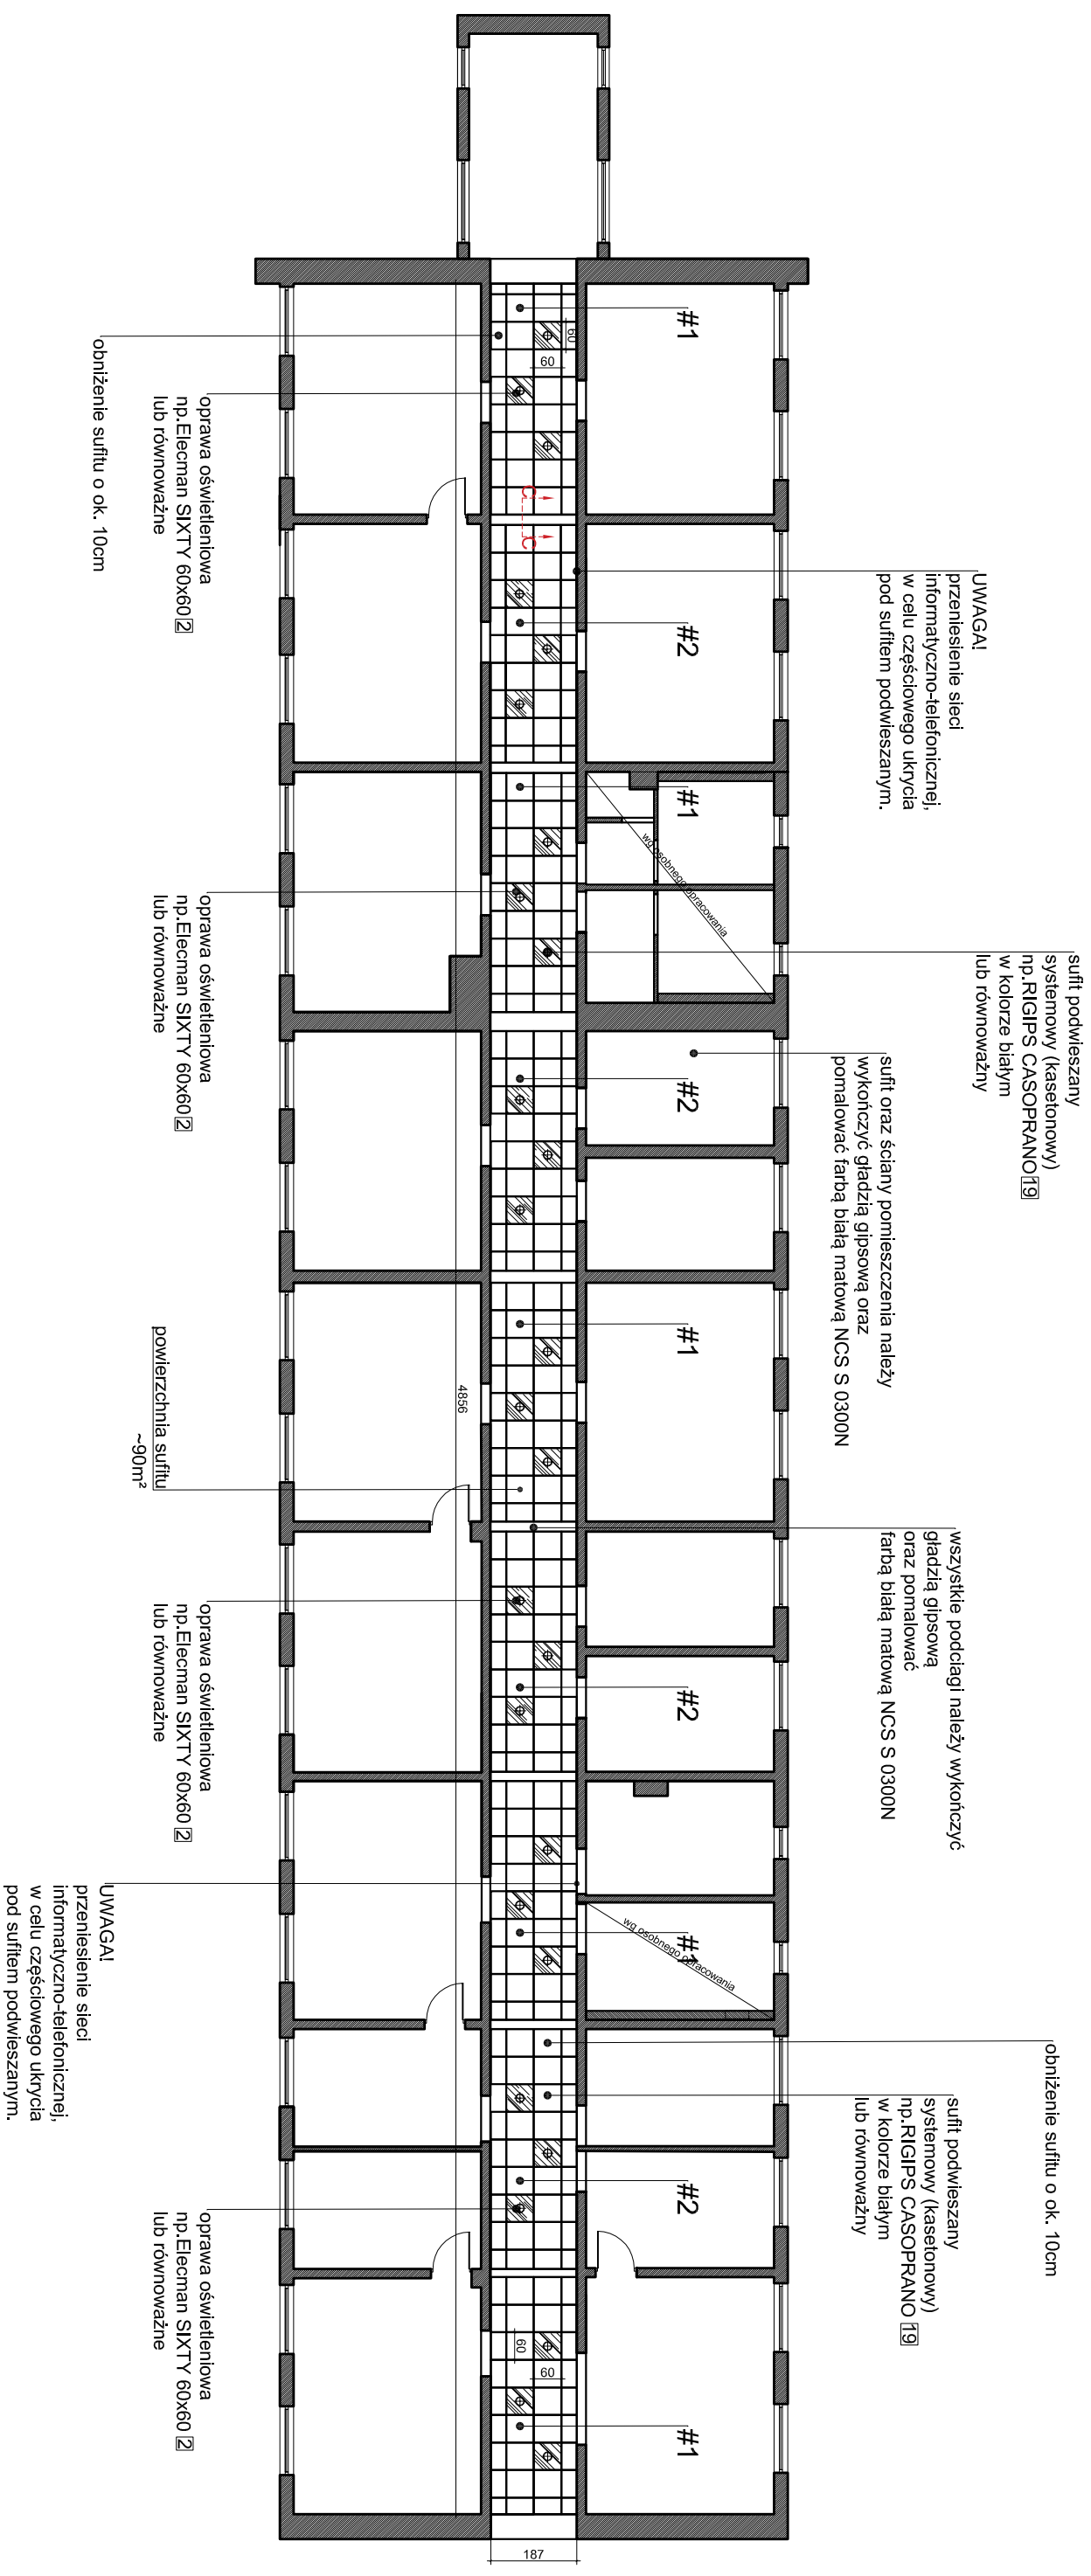 UWAGA!
przeniesienie sieci
informatyczno-telefonicznej,
w celu częściowego ukrycia
pod sufitem podwieszanym.
sufit podwieszany
systemowy (kasetonowy)
np.RIGIPS CASOPRANO 19
w kolorze białym
lub równoważny
sufit oraz ściany pomieszczenia należy
wykończyć gładzią gipsową oraz
pomalować farbą białą matową NCS S 0300N
wszystkie podciągi należy wykończyć
gładzią gipsową
oraz pomalować
farbą białą matową NCS S 0300N
obniżenie sufitu o ok. 10cm
sufit podwieszany
systemowy (kasetonowy)
np.RIGIPS CASOPRANO 19
w kolorze białym
lub równoważny
#1
#2
#1
#2
#1
#2
#1
#2
#1
wg osobnego opracowania
wg osobnego opracowania
60
60
C
C
60
60
187
4856
obniżenie sufitu o ok. 10cm
oprawa oświetleniowa
np.Elecman SIXTY 60x60 2
lub równoważne
oprawa oświetleniowa
np.Elecman SIXTY 60x60 2
lub równoważne
powierzchnia sufitu
~90m²
oprawa oświetleniowa
np.Elecman SIXTY 60x60 2
lub równoważne
UWAGA!
przeniesienie sieci
informatyczno-telefonicznej,
w celu częściowego ukrycia
pod sufitem podwieszanym.
oprawa oświetleniowa
np.Elecman SIXTY 60x60 2
lub równoważne